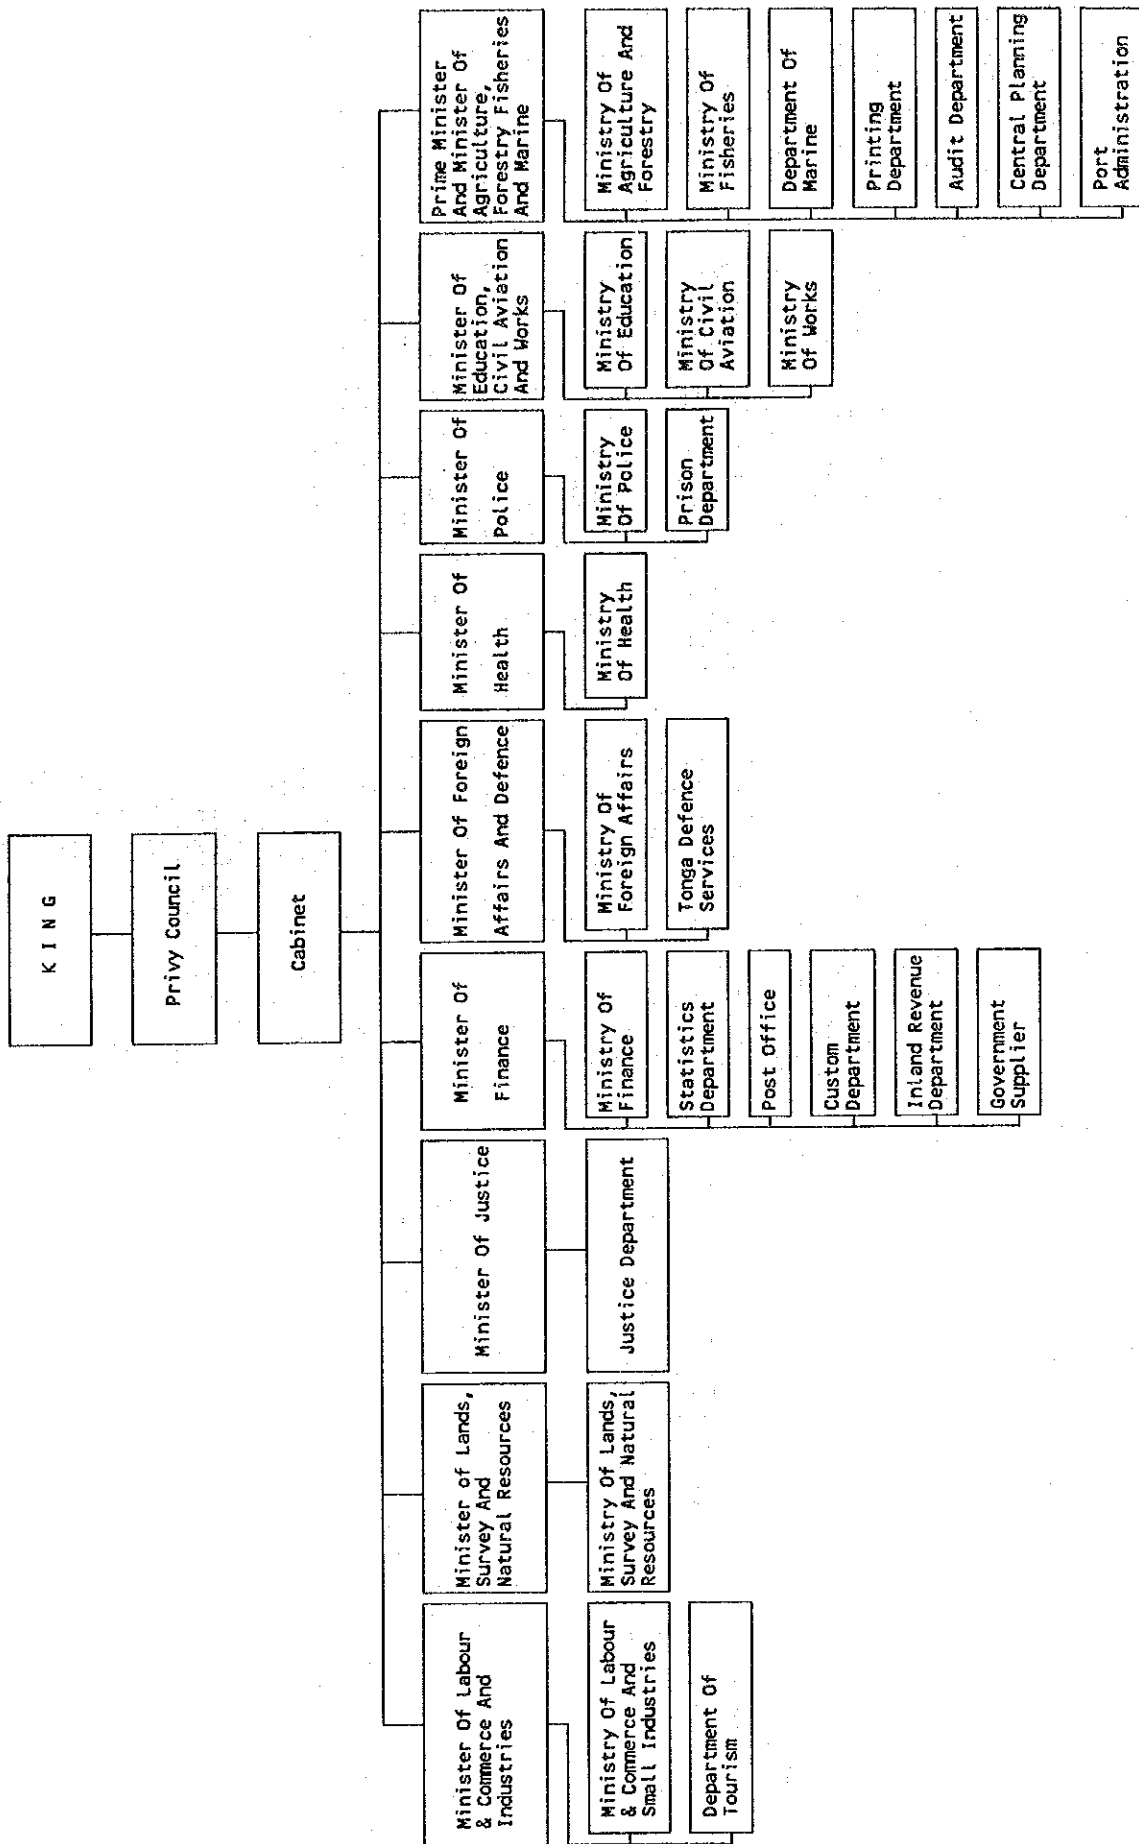 K I N G
Privy Council
Cabinet
Minister Of Labour
& Commerce And
Industries
Minister of Lands,
Survey And
Natural Resources
Minister Of Justice
Minister Of
Finance
Minister Of Foreign
Affairs And Defence
Minister Of
Health
Minister Of
Police
Minister Of
Education,
Civil Aviation
And Works
Prime Minister
And Minister Of
Agriculture,
Forestry Fisheries
And Marine
Ministry Of Labour
& Commerce And
Small Industries
Department Of
Tourism
Ministry Of Lands,
Survey And Natural
Resources
Justice Department
Ministry Of
Finance
Statistics
Department
Post Office
Custom
Department
Inland Revenue
Department
Government
Supplier
Ministry Of
Foreign Affairs
Tonga Defence
Services
Ministry
Of Health
Ministry
Of Police
Prison
Department
Ministry
Of Education
Ministry
Of Civil
Aviation
Ministry
Of Works
Ministry Of
Agriculture And
Forestry
Ministry Of
Fisheries
Department Of
Marine
Printing
Department
Audit Department
Central Planning
Department
Port
Administration